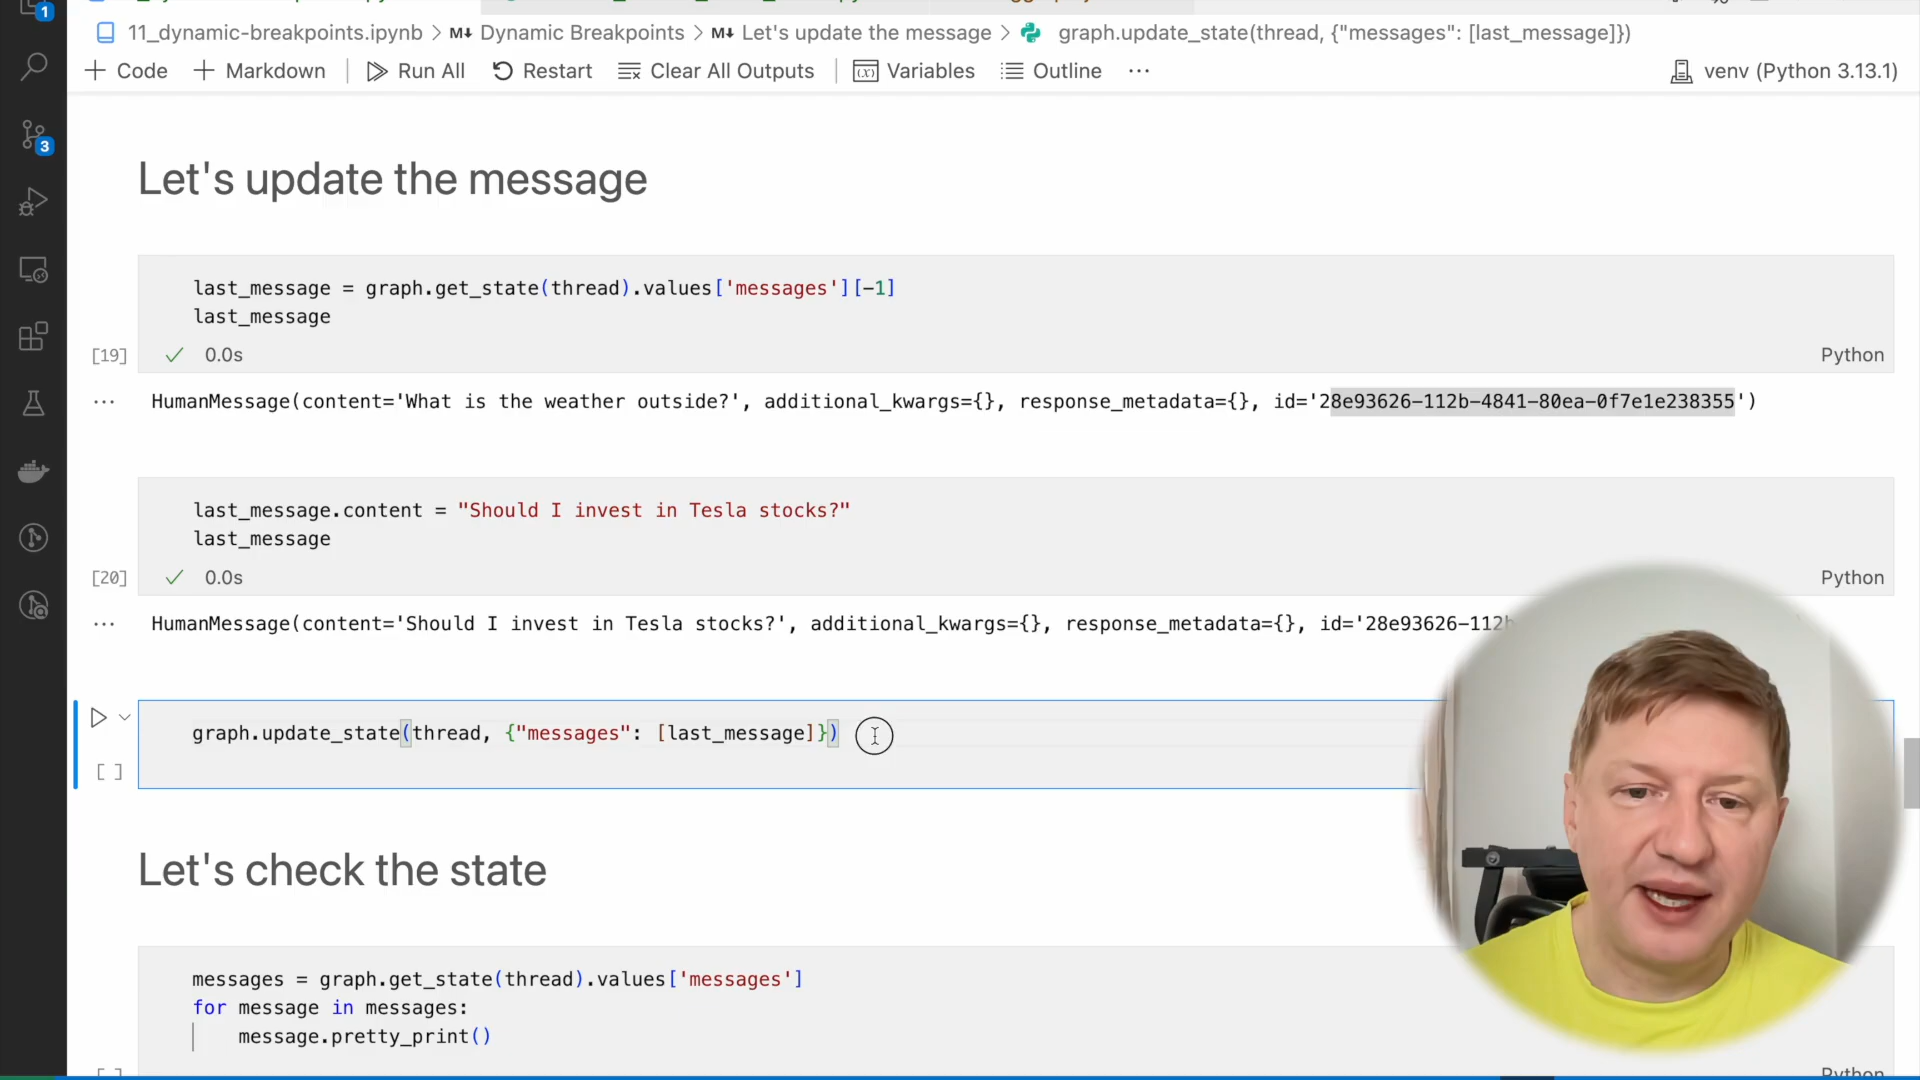 1
11_dynamic-breakpoints.ipynb > M↓ Dynamic Breakpoints > M↓ Let's update the message > graph.update_state(thread, {"messages": [last_message]})
+ Code + Markdown Run All Restart Clear All Outputs Variables Outline ... venv (Python 3.13.1)
3
Let's update the message
last_message = graph.get_state(thread).values['messages'][-1]
last_message
[19] ✓ 0.0s Python
... HumanMessage(content='What is the weather outside?', additional_kwargs={}, response_metadata={}, id='28e93626-112b-4841-80ea-0f7e1e238355')
last_message.content = "Should I invest in Tesla stocks?"
last_message
[20] ✓ 0.0s Python
... HumanMessage(content='Should I invest in Tesla stocks?', additional_kwargs={}, response_metadata={}, id='28e93626-112b
graph.update_state(thread, {"messages": [last_message]})
[ ]
Let's check the state
messages = graph.get_state(thread).values['messages']
for message in messages:
message.pretty_print()
Python